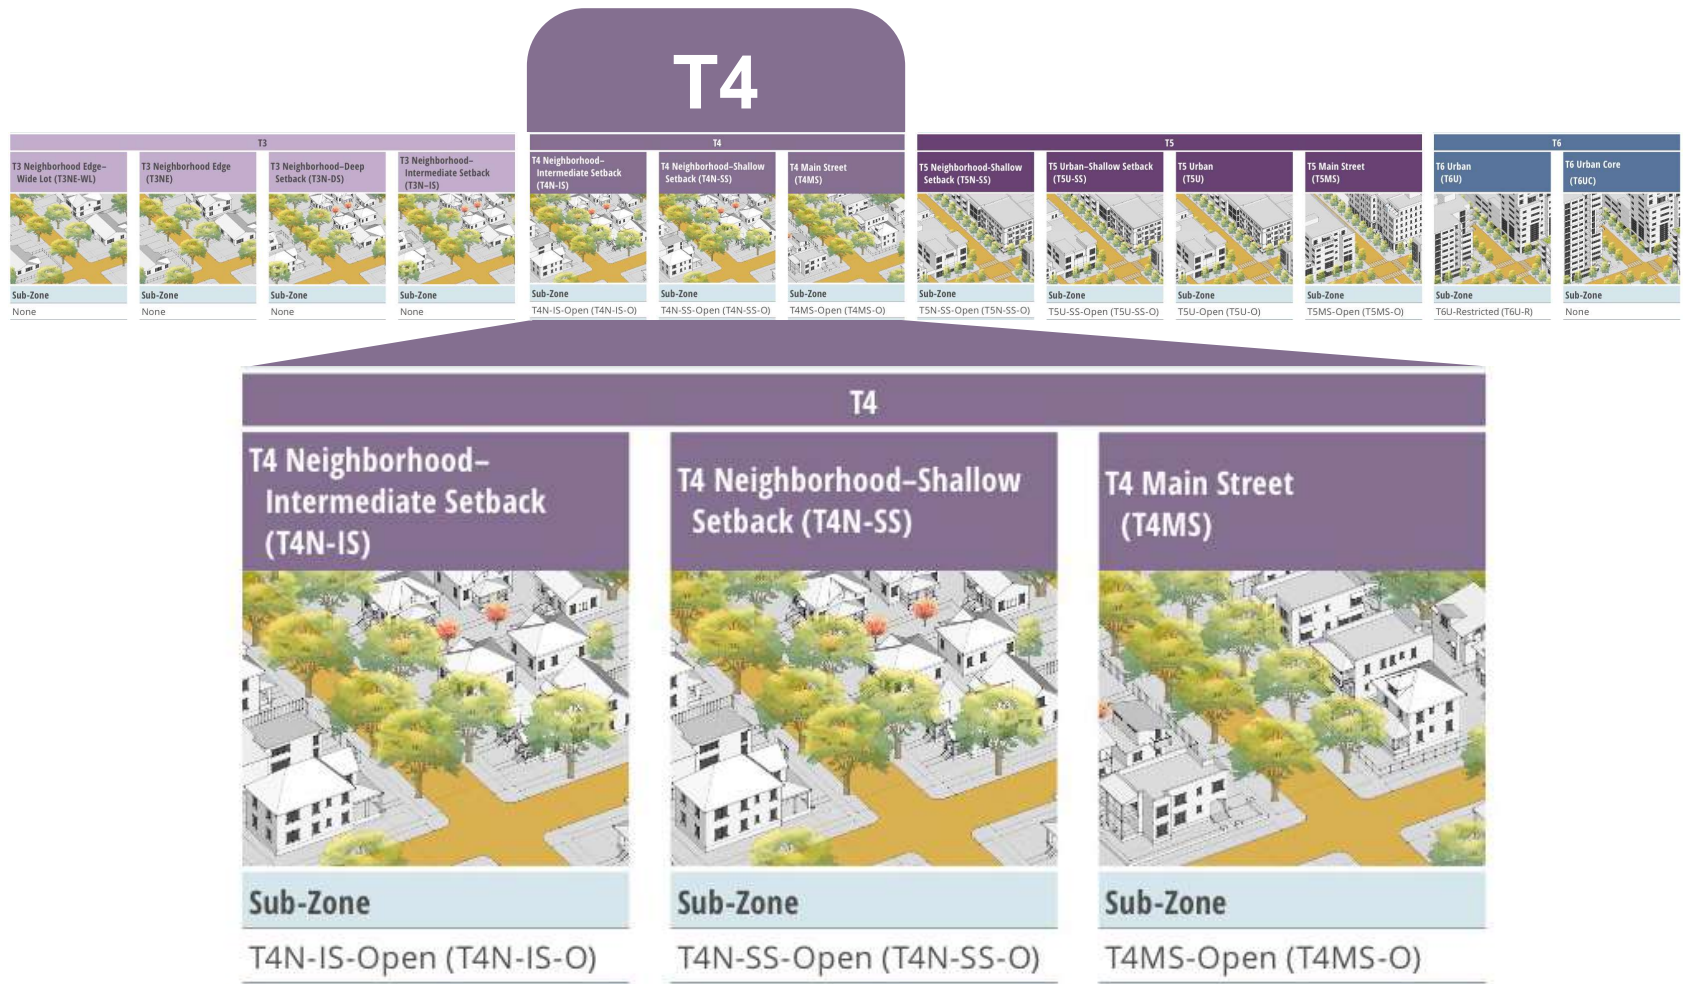 T4
T3
T3 Neighborhood Edge–
Wide Lot (T3NE-WL)
Sub-Zone
None
T3 Neighborhood Edge
(T3NE)
Sub-Zone
None
T3 Neighborhood–Deep
Setback (T3N-DS)
Sub-Zone
None
T3 Neighborhood–
Intermediate Setback
(T3N–IS)
Sub-Zone
None
T4
T4 Neighborhood–
Intermediate Setback
(T4N-IS)
Sub-Zone
T4N-IS-Open (T4N-IS-O)
T4 Neighborhood–Shallow
Setback (T4N-SS)
Sub-Zone
T4N-SS-Open (T4N-SS-O)
T4 Main Street
(T4MS)
Sub-Zone
T4MS-Open (T4MS-O)
T5
T5 Neighborhood-Shallow
Setback (T5N-SS)
Sub-Zone
T5N-SS-Open (T5N-SS-O)
T5 Urban–Shallow Setback
(T5U-SS)
Sub-Zone
T5U-SS-Open (T5U-SS-O)
T5 Urban
(T5U)
Sub-Zone
T5U-Open (T5U-O)
T5 Main Street
(T5MS)
Sub-Zone
T5MS-Open (T5MS-O)
T6
T6 Urban
(T6U)
Sub-Zone
T6U-Restricted (T6U-R)
T6 Urban Core
(T6UC)
Sub-Zone
None
T4
T4 Neighborhood–
Intermediate Setback
(T4N-IS)
Sub-Zone
T4N-IS-Open (T4N-IS-O)
T4 Neighborhood–Shallow
Setback (T4N-SS)
Sub-Zone
T4N-SS-Open (T4N-SS-O)
T4 Main Street
(T4MS)
Sub-Zone
T4MS-Open (T4MS-O)